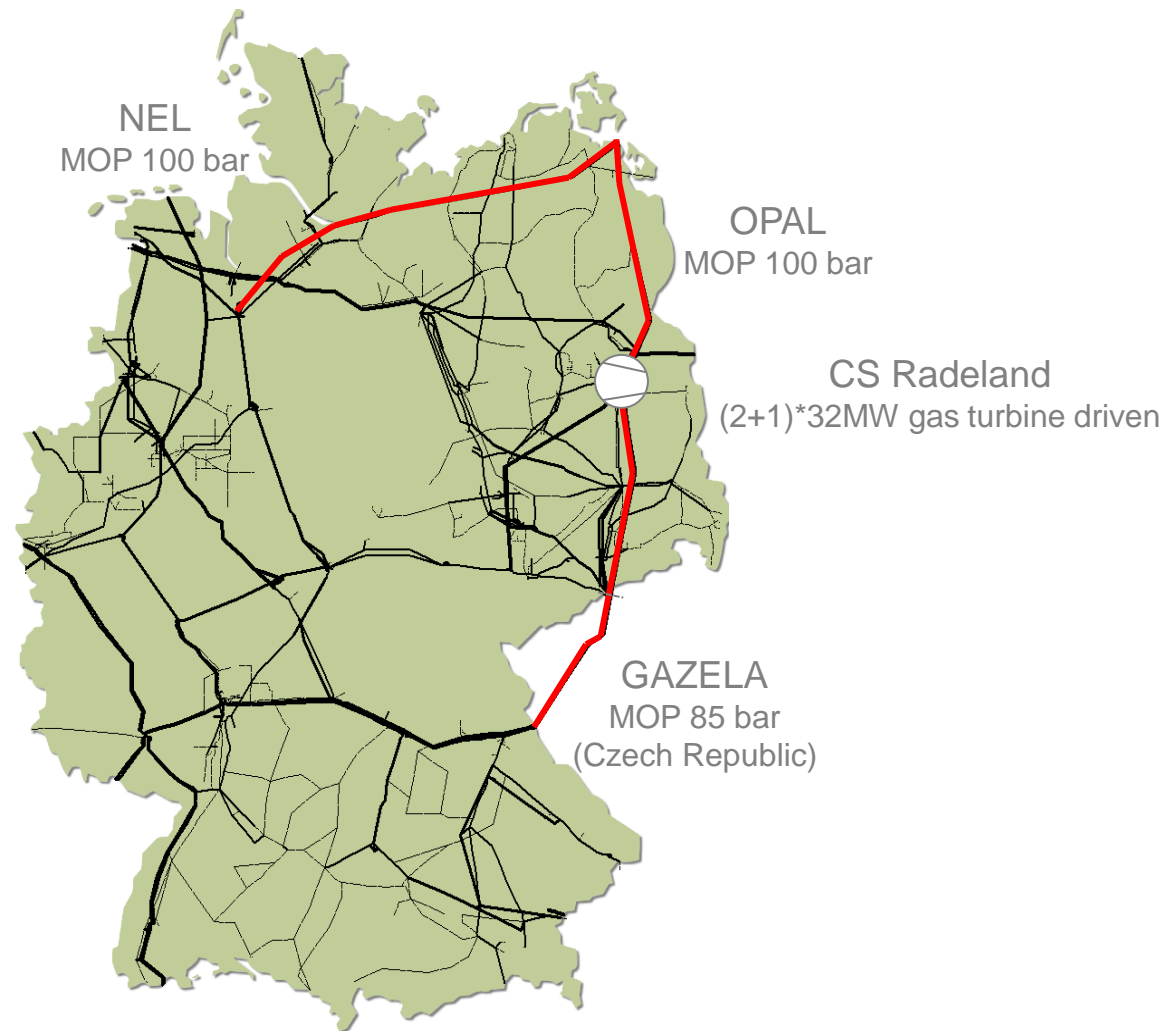 NEL
MOP 100 bar
OPAL
MOP 100 bar
CS Radeland
(2+1)*32MW gas turbine driven
GAZELA
MOP 85 bar
(Czech Republic)